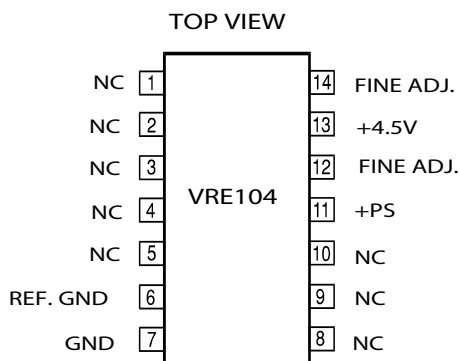 TOP VIEW
NC 1 14 FINE ADJ.
NC 2 13 +4.5V
NC 3 12 FINE ADJ.
VRE104
NC 4 11 +PS
NC 5 10 NC
REF. GND 6 9 NC
GND 7 8 NC